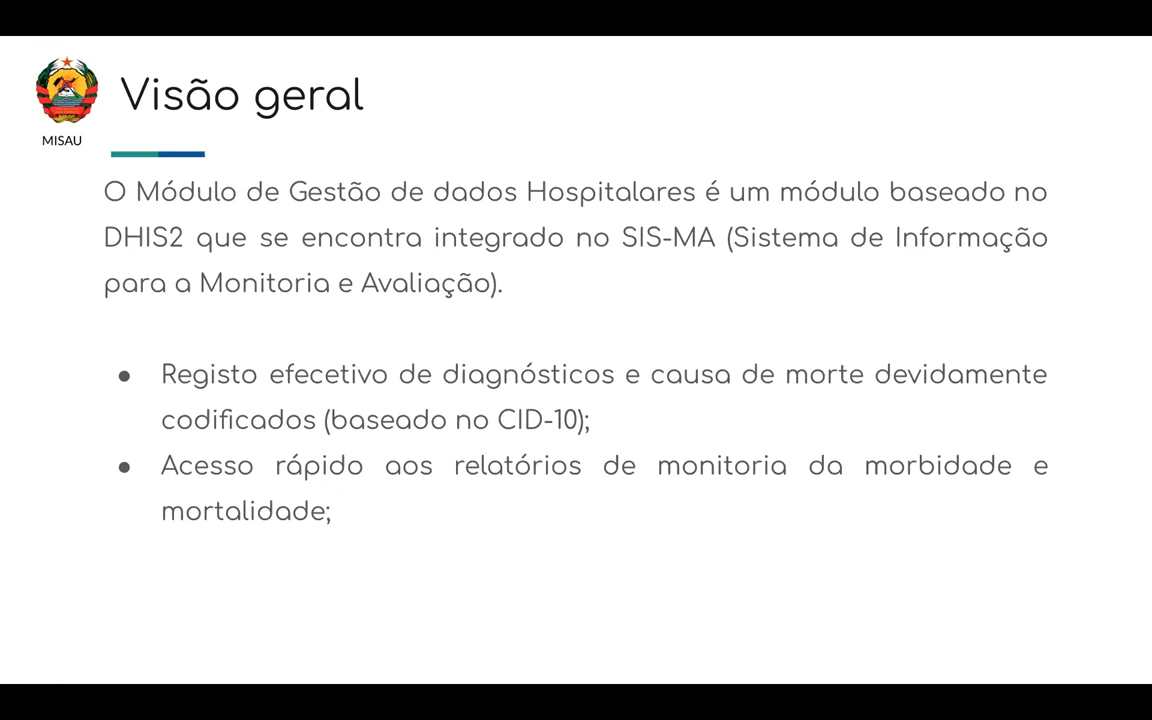 Visão geral
MISAU
O Módulo de Gestão de dados Hospitalares é um módulo baseado no
DHIS2 que se encontra integrado no SIS-MA (Sistema de Informação
para a Monitoria e Avaliação).
● Registo efecetivo de diagnósticos e causa de morte devidamente
codificados (baseado no CID-10);
● Acesso rápido aos relatórios de monitoria da morbidade e
mortalidade;